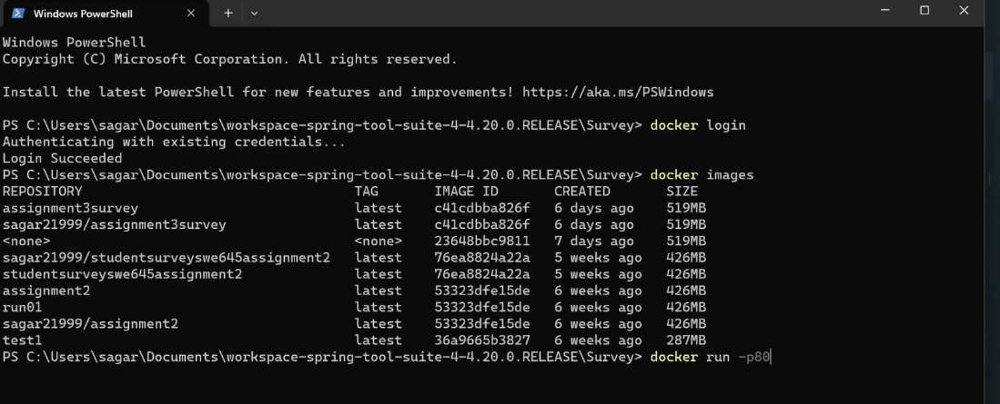 Windows PowerShell
Windows PowerShell
Copyright (C) Microsoft Corporation. All rights reserved.
Install the latest PowerShell for new features and improvements! https://aka.ms/PSWindows
PS C:\Users\sagar\Documents\workspace-spring-tool-suite-4-4.20.0.RELEASE\Survey> docker login
Authenticating with existing credentials...
Login Succeeded
PS C:\Users\sagar\Documents\workspace-spring-tool-suite-4-4.20.0.RELEASE\Survey> docker images
REPOSITORY TAG IMAGE ID CREATED SIZE
assignment3survey latest c41cdbba826f 6 days ago 519MB
sagar21999/assignment3survey latest c41cdbba826f 6 days ago 519MB
<none> <none> 23648bbc9811 7 days ago 519MB
sagar21999/studentsurveyswe645assignment2 latest 76ea8824a22a 5 weeks ago 426MB
studentsurveyswe645assignment2 latest 76ea8824a22a 5 weeks ago 426MB
assignment2 latest 53323dfe15de 6 weeks ago 426MB
run01 latest 53323dfe15de 6 weeks ago 426MB
sagar21999/assignment2 latest 53323dfe15de 6 weeks ago 426MB
test1 latest 36a9665b3827 6 weeks ago 287MB
PS C:\Users\sagar\Documents\workspace-spring-tool-suite-4-4.20.0.RELEASE\Survey> docker run -p80